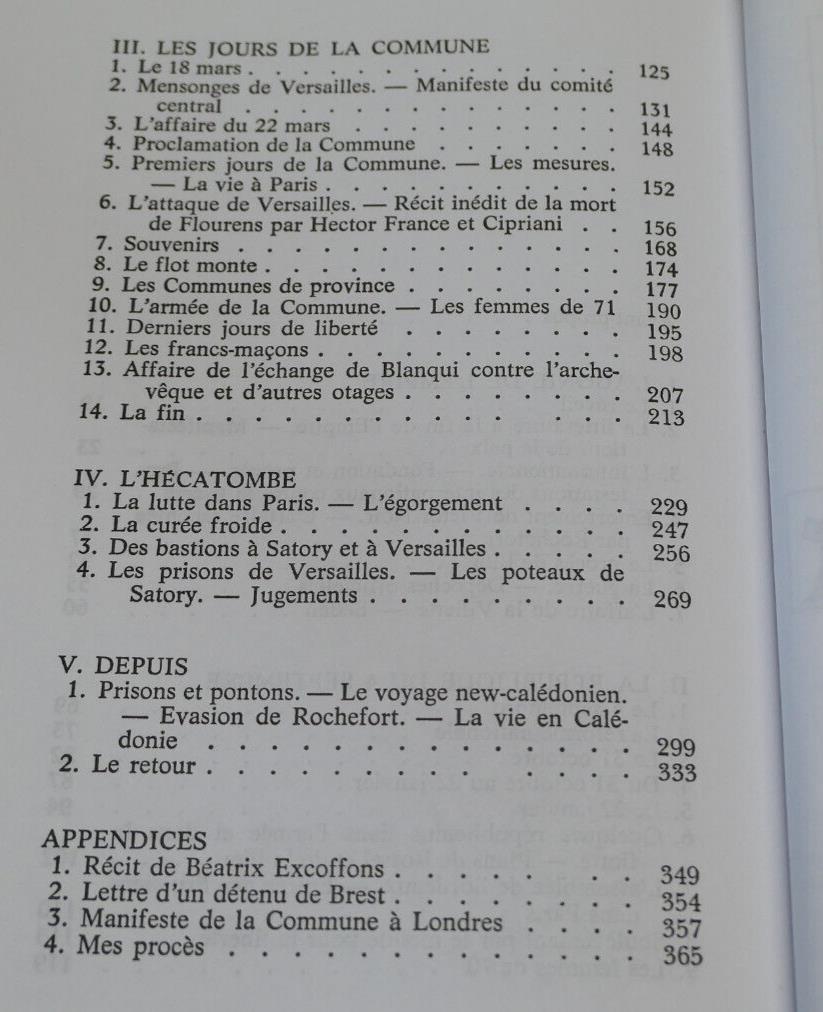 III. LES JOURS DE LA COMMUNE
1. Le 18 mars . . . . . . . . . . . . . . 125
2. Mensonges de Versailles. — Manifeste du comité
central . . . . . . . . . . . . . . 131
3. L'affaire du 22 mars . . . . . . . . . . 144
4. Proclamation de la Commune . . . . . . . . 148
5. Premiers jours de la Commune. — Les mesures.
— La vie à Paris . . . . . . . . . . . 152
6. L'attaque de Versailles. — Récit inédit de la mort
de Flourens par Hector France et Cipriani . . 156
7. Souvenirs . . . . . . . . . . . . . . 168
8. Le flot monte . . . . . . . . . . . . . 174
9. Les Communes de province . . . . . . . . 177
10. L'armée de la Commune. — Les femmes de 71 190
11. Derniers jours de liberté . . . . . . . . 195
12. Les francs-maçons . . . . . . . . . . . 198
13. Affaire de l'échange de Blanqui contre l'arche-
vêque et d'autres otages . . . . . . . . 207
14. La fin . . . . . . . . . . . . . . . 213
IV. L'HÉCATOMBE
1. La lutte dans Paris. — L'égorgement . . . . 229
2. La curée froide . . . . . . . . . . . . 247
3. Des bastions à Satory et à Versailles . . . . . 256
4. Les prisons de Versailles. — Les poteaux de
Satory. — Jugements . . . . . . . . . 269
V. DEPUIS
1. Prisons et pontons. — Le voyage new-calédonien.
— Evasion de Rochefort. — La vie en Calé-
donie . . . . . . . . . . . . . . 299
2. Le retour . . . . . . . . . . . . 333
APPENDICES
1. Récit de Béatrix Excoffons . . . . . . . 349
2. Lettre d'un détenu de Brest . . . . . . . . 354
3. Manifeste de la Commune à Londres . . . . 357
4. Mes procès . . . . . . . . . . . . . 365